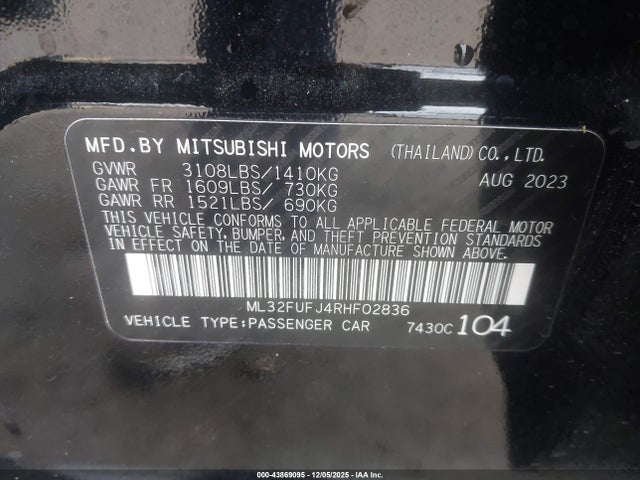 MFD.BY MITSUBISHI MOTORS (THAILAND) CO., LTD.
GVWR 3108LBS/1410KG AUG 2023
GAWR FR 1609LBS/ 730KG
GAWR RR 1521LBS/ 690KG
THIS VEHICLE CONFORMS TO ALL APPLICABLE FEDERAL MOTOR
VEHICLE SAFETY, BUMPER, AND THEFT PREVENTION STANDARDS
IN EFFECT ON THE DATE OF MANUFACTURE SHOWN ABOVE.
ML32FUFJ4RHF02836
VEHICLE TYPE:PASSENGER CAR 7430C 104
000-43869095 - 12/05/2025 - IAA Inc.